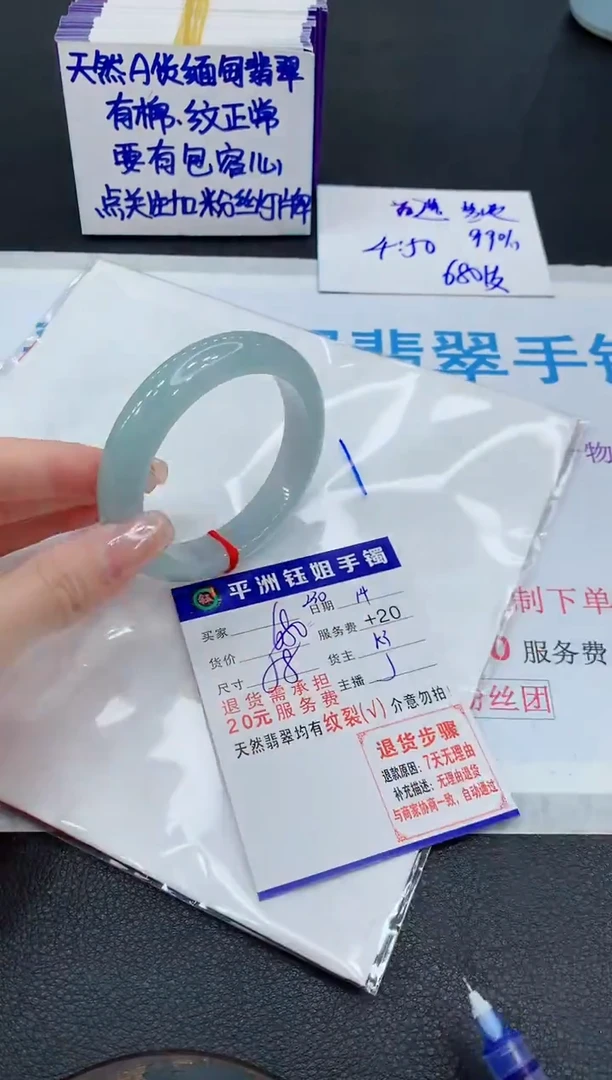 天然A货缅甸翡翠
有棉、纹正常
要有包容心
点关注加粉丝灯牌
4:50 99%
680
翡翠手镯
物
平洲钰姐手镯
买家 日期 14
货价 680 服务费 +20
尺寸 58 货主
主播
退货需承担
20元服务费
天然翡翠均有纹裂(√)介意勿拍!
退货步骤
退款原因:7天无理由
补充描述:无理由退货
与商家协商一致,自动通过
制下单
0 服务费
粉丝团